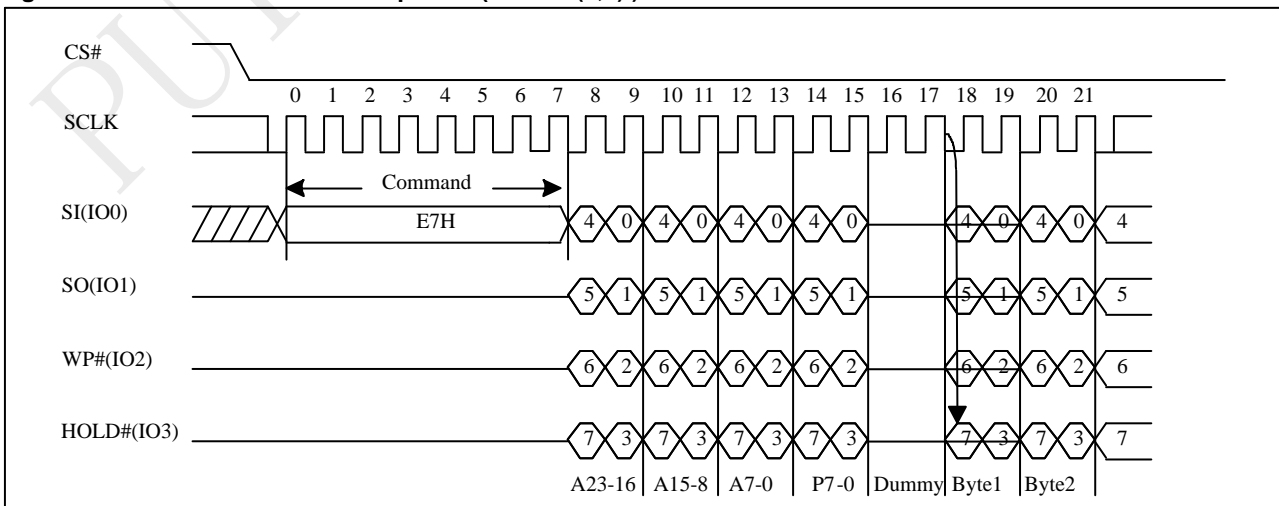 CS#
0 1 2 3 4 5 6 7 8 9 10 11 12 13 14 15 16 17 18 19 20 21
SCLK
Command
SI(IO0) E7H 4 0 4 0 4 0 4 0 4 0 4 0 4
SO(IO1) 5 1 5 1 5 1 5 1 5 1 5 1 5
WP#(IO2) 6 2 6 2 6 2 6 2 6 2 6 2 6
HOLD#(IO3) 7 3 7 3 7 3 7 3 7 3 7 3 7
A23-16 A15-8 A7-0 P7-0 Dummy Byte1 Byte2